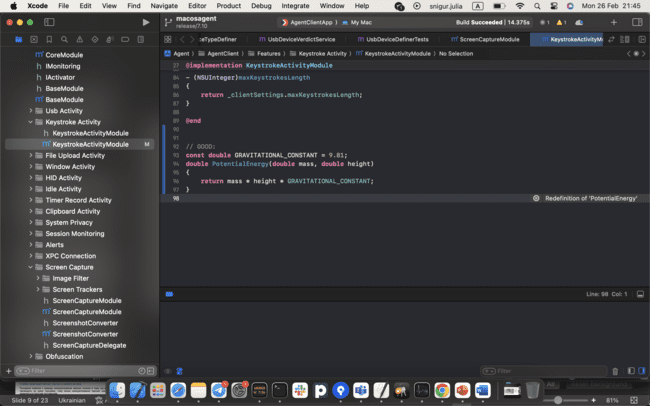 Xcode File Edit View Find Navigate Editor Product Debug Integrate Window Help snigur.julia Mon 26 Feb 21:45
macosagent
release/7.10
AgentClientApp 〉 My Mac
Build Succeeded | 14.375s
1
1
ceTypeDefiner
UsbDeviceVerdictService
UsbDeviceDefinerTests
ScreenCaptureModule
KeystrokeActivityM
Agent 〉 AgentClient 〉 Features 〉 Keystroke Activity 〉 KeystrokeActivityModule 〉 No Selection
CoreModule
IMonitoring
IActivator
BaseModule
BaseModule
Usb Activity
Keystroke Activity
KeystrokeActivityModule
KeystrokeActivityModule M
File Upload Activity
Window Activity
HID Activity
Idle Activity
Timer Record Activity
Clipboard Activity
System Privacy
Session Monitoring
Alerts
XPC Connection
Screen Capture
Image Filter
Screen Trackers
ScreenCaptureModule
ScreenCaptureModule
ScreenshotConverter
ScreenshotConverter
ScreenCaptureDelegate
Obfuscation
Filter
27 @implementation KeystrokeActivityModule
84 - (NSUInteger)maxKeystrokesLength
85 {
86 return _clientSettings.maxKeystrokesLength;
87 }
88
89 @end
90
91
92 // GOOD:
93 const double GRAVITATIONAL_CONSTANT = 9.81;
94 double PotentialEnergy(double mass, double height)
95 {
96 return mass * height * GRAVITATIONAL_CONSTANT;
97 }
98 Redefinition of 'PotentialEnergy'
Line: 98 Col: 1
Filter
Slide 9 of 23 Ukrainian
81%